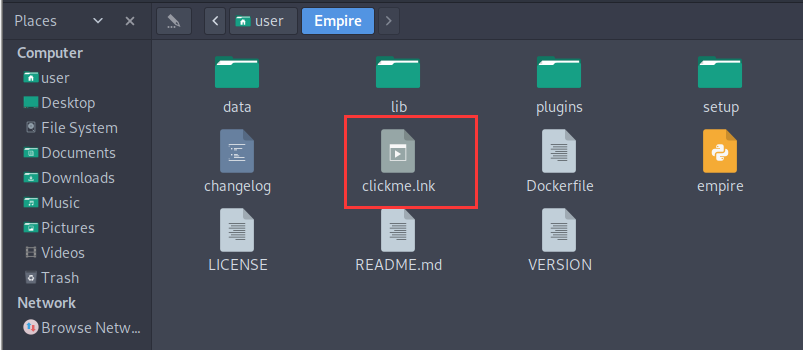 Places
user
Empire
Computer
user
Desktop
File System
Documents
Downloads
Music
Pictures
Videos
Trash
Network
Browse Netw...
data
lib
plugins
setup
changelog
clickme.lnk
Dockerfile
empire
LICENSE
README.md
VERSION